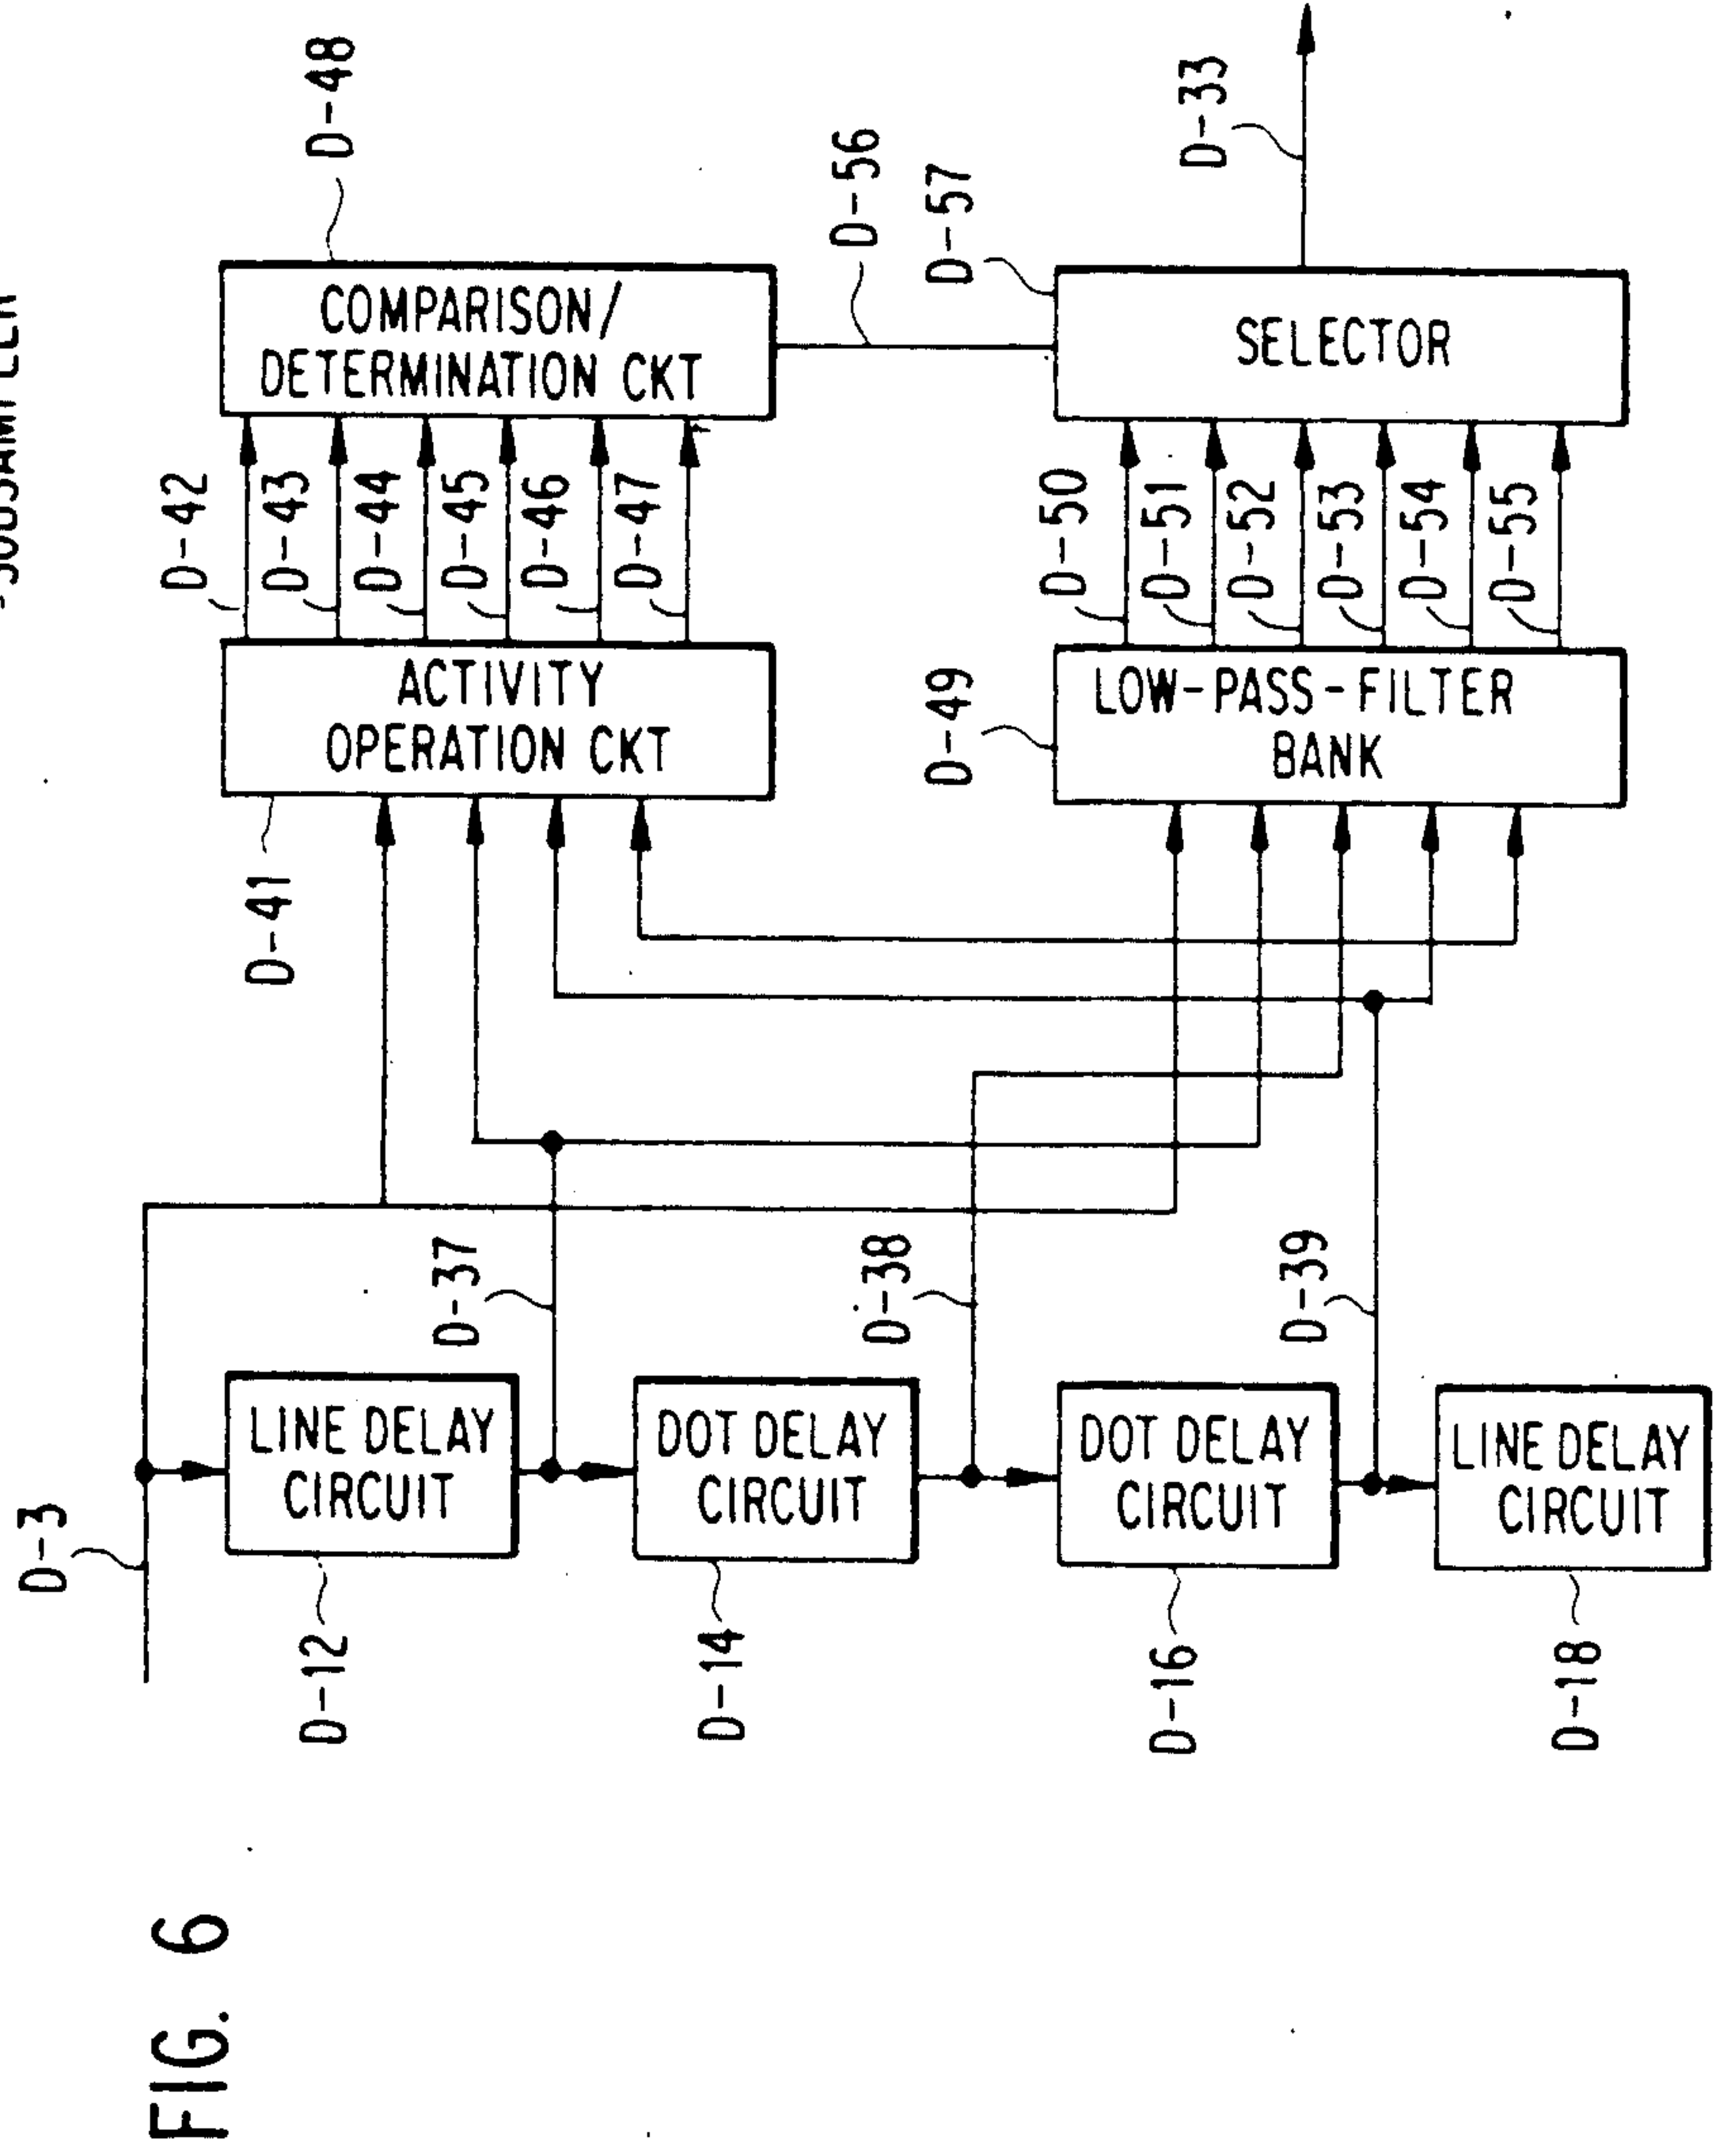 FIG. 6
D-3
D-12
LINE DELAY
CIRCUIT
D-37
D-14
DOT DELAY
CIRCUIT
D-38
D-16
DOT DELAY
CIRCUIT
D-39
D-18
LINE DELAY
CIRCUIT
D-41
ACTIVITY
OPERATION CKT
D-42
D-43
D-44
D-45
D-46
D-47
D-48
COMPARISON/
DETERMINATION CKT
D-49
LOW-PASS-FILTER
BANK
D-50
D-51
D-52
D-53
D-54
D-55
D-56
D-57
SELECTOR
D-33